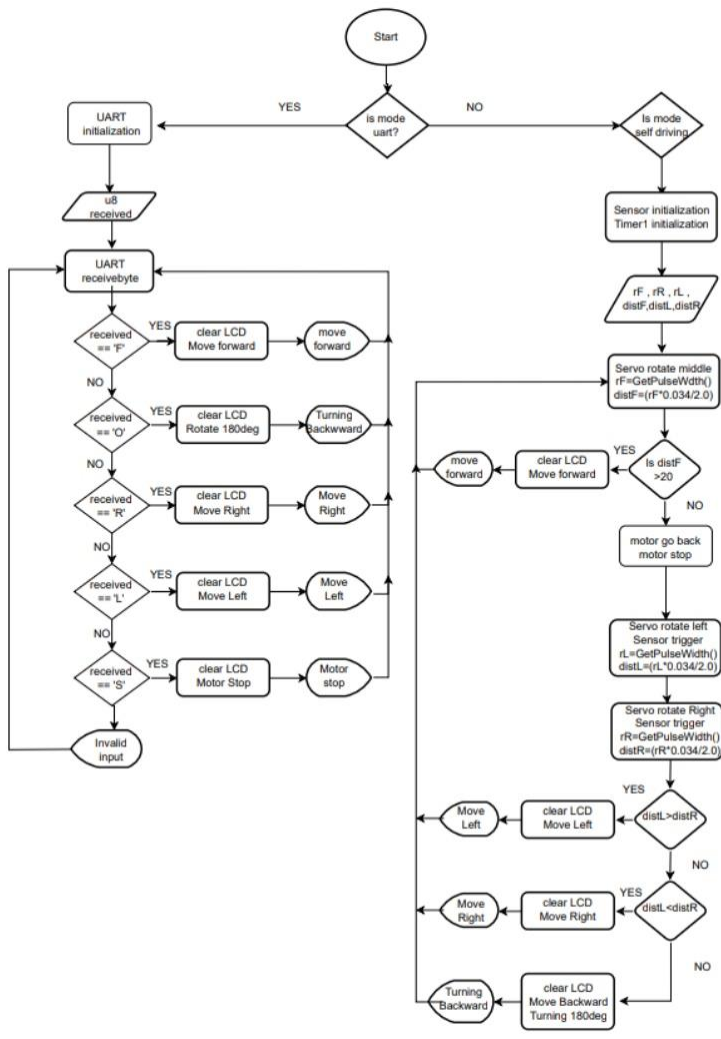 Start
is mode
uart?
YES
NO
UART
initialization
Is mode
self driving
u8
received
Sensor initialization
Timer1 initialization
UART
receivebyte
rF , rR , rL ,
distF,distL,distR
received
== 'F'
YES
clear LCD
Move forward
move
forward
NO
received
== 'O'
YES
clear LCD
Rotate 180deg
Turning
Backwward
NO
received
== 'R'
YES
clear LCD
Move Right
Move
Right
NO
received
== 'L'
YES
clear LCD
Move Left
Move
Left
NO
received
== 'S'
YES
clear LCD
Motor Stop
Motor
stop
Invalid
input
Servo rotate middle
rF=GetPulseWdth()
distF=(rF*0.034/2.0)
Is distF
>20
YES
clear LCD
Move forward
move
forward
NO
motor go back
motor stop
Servo rotate left
Sensor trigger
rL=GetPulseWidth()
distL=(rL*0.034/2.0)
Servo rotate Right
Sensor trigger
rR=GetPulseWidth()
distR=(rR*0.034/2.0)
YES
distL>distR
clear LCD
Move Left
Move
Left
NO
YES
distL<distR
clear LCD
Move Right
Move
Right
NO
clear LCD
Move Backward
Turning 180deg
Turning
Backward